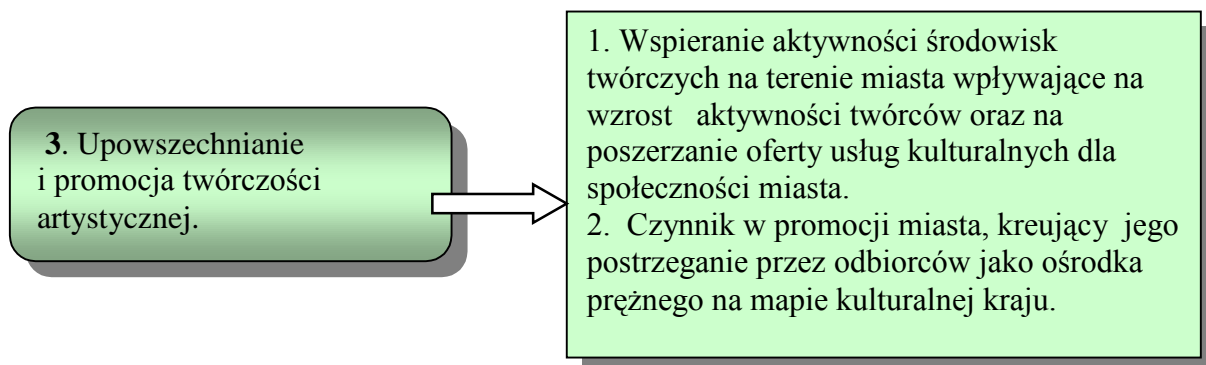 3. Upowszechnianie
i promocja twórczości
artystycznej.
1. Wspieranie aktywności środowisk
twórczych na terenie miasta wpływające na
wzrost aktywności twórców oraz na
poszerzanie oferty usług kulturalnych dla
społeczności miasta.
2. Czynnik w promocji miasta, kreujący jego
postrzeganie przez odbiorców jako ośrodka
prężnego na mapie kulturalnej kraju.